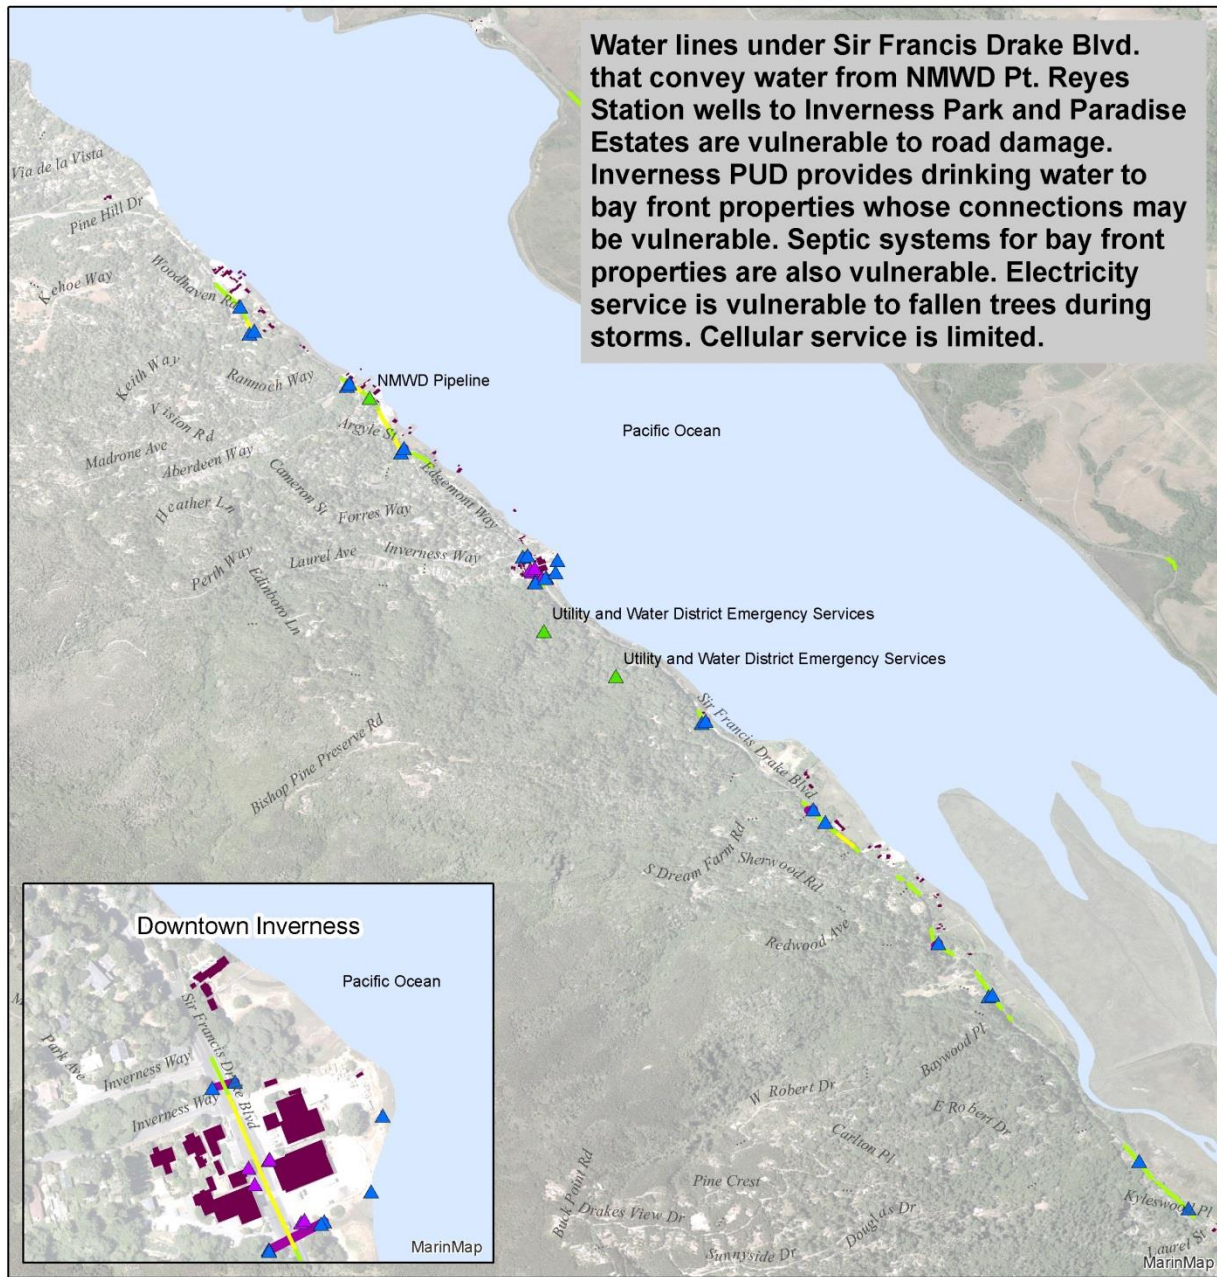 Water lines under Sir Francis Drake Blvd.
that convey water from NMWD Pt. Reyes
Station wells to Inverness Park and Paradise
Estates are vulnerable to road damage.
Inverness PUD provides drinking water to
bay front properties whose connections may
be vulnerable. Septic systems for bay front
properties are also vulnerable. Electricity
service is vulnerable to fallen trees during
storms. Cellular service is limited.
Via de la Vista
Pine Hill Dr
Kehoe Way
Woodhaven Rd
Keith Way
Rannoch Way
NMWD Pipeline
Pacific Ocean
Vision Rd
Argyle St
Madrone Ave
Aberdeen Way
Edgemont Way
Heather Ln
Cameron St
Forres Way
Perth Way
Laurel Ave
Inverness Way
Edinboro Ln
Utility and Water District Emergency Services
Utility and Water District Emergency Services
Sir Francis Drake Blvd
Bishop Pine Preserve Rd
S Dream Farm Rd
Sherwood Rd
Redwood Ave
Baywood Pl
W Robert Dr
E Robert Dr
Carlton Pl
Pine Crest
Buck Point Rd
Drakes View Dr
Douglas Dr
Sunnyside Dr
Kyleswood Pl
Laurel St
MarinMap
Downtown Inverness
Pacific Ocean
Sir Francis Drake Blvd
Park Ave
Inverness Way
Inverness Way
MarinMap